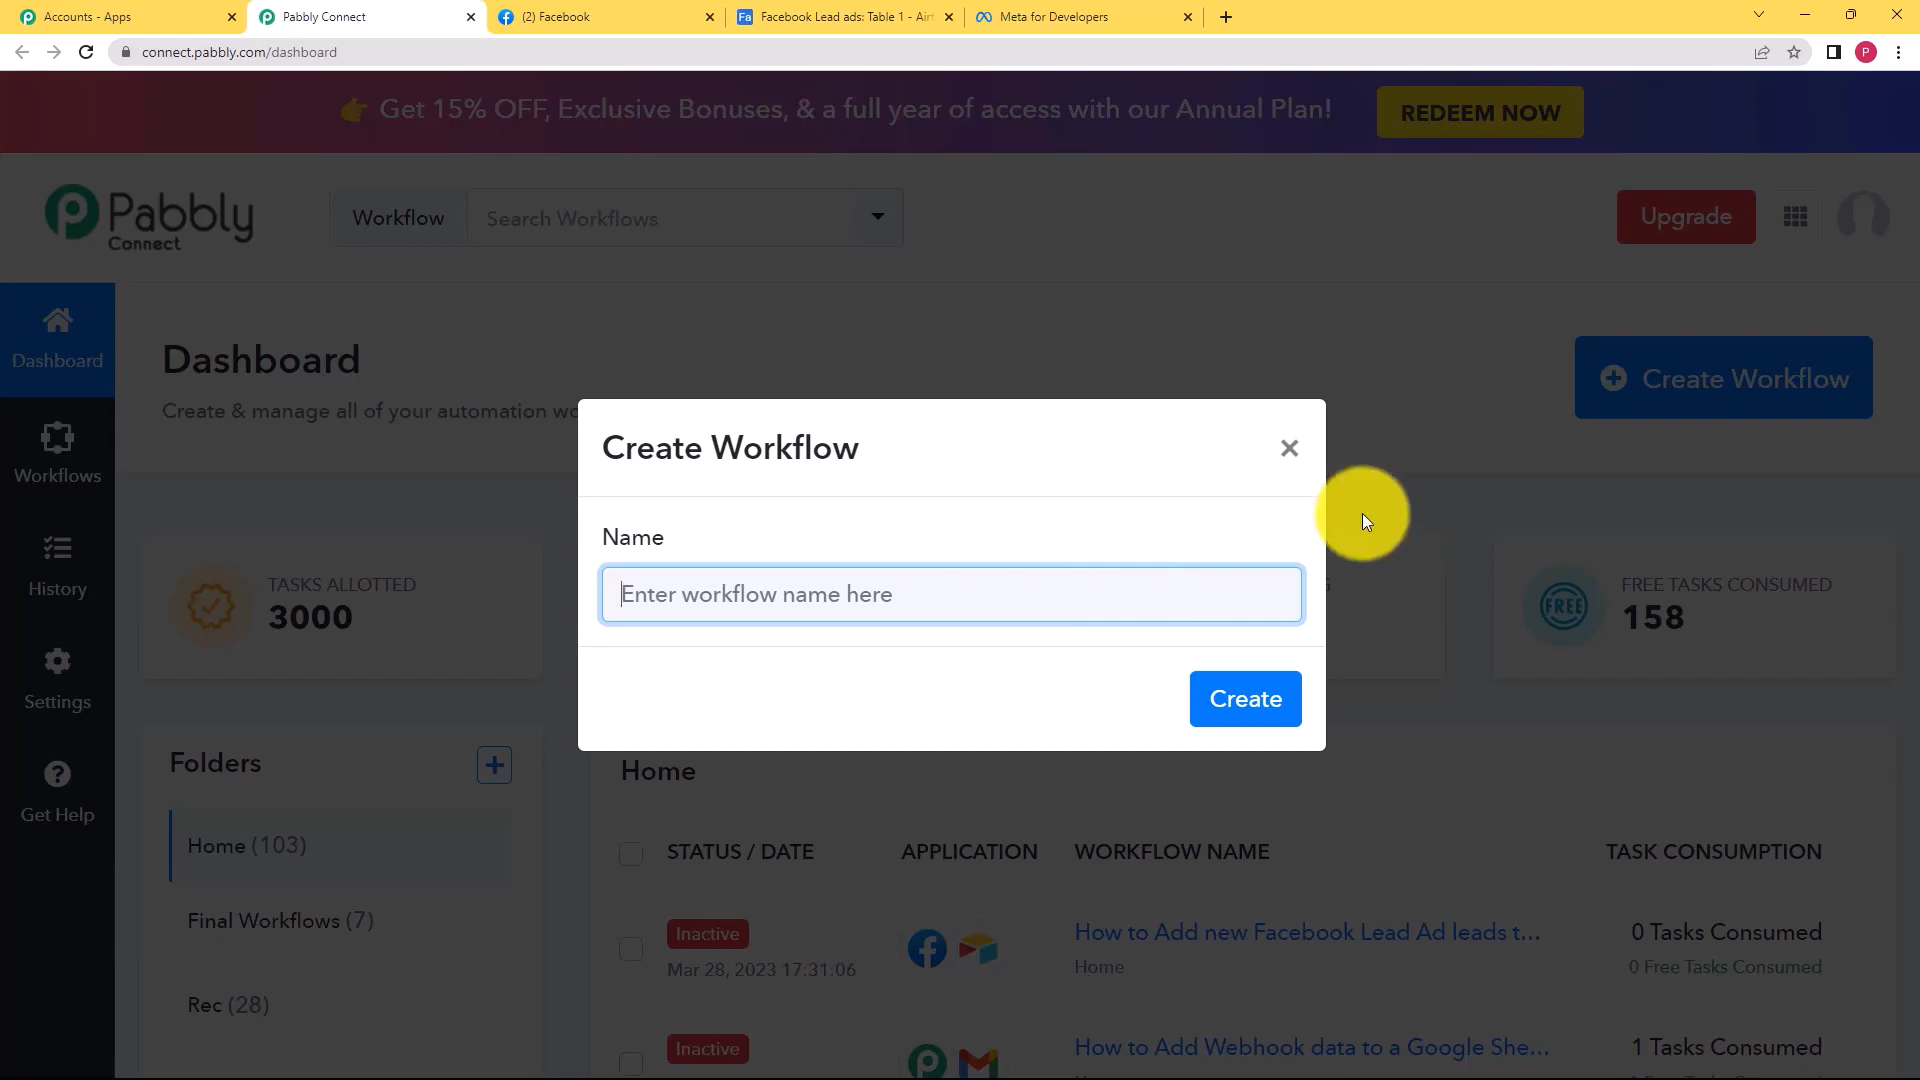 Accounts - Apps
Pabbly Connect
(2) Facebook
Facebook Lead ads: Table 1 - Airt
Meta for Developers
connect.pabbly.com/dashboard
P
Get 15% OFF, Exclusive Bonuses, & a full year of access with our Annual Plan!
REDEEM NOW
Pabbly
Connect
Workflow
Search Workflows
Upgrade
Dashboard
Dashboard
Create & manage all of your automation wo
Create Workflow
Create Workflow
Name
Enter workflow name here
Create
Workflows
History
Settings
Get Help
TASKS ALLOTTED
3000
G
FREE
FREE TASKS CONSUMED
158
Folders
Home (103)
Final Workflows (7)
Rec (28)
Home
STATUS / DATE
APPLICATION
WORKFLOW NAME
TASK CONSUMPTION
Inactive
Mar 28, 2023 17:31:06
How to Add new Facebook Lead Ad leads t...
Home
0 Tasks Consumed
0 Free Tasks Consumed
Inactive
How to Add Webhook data to a Google She...
1 Tasks Consumed